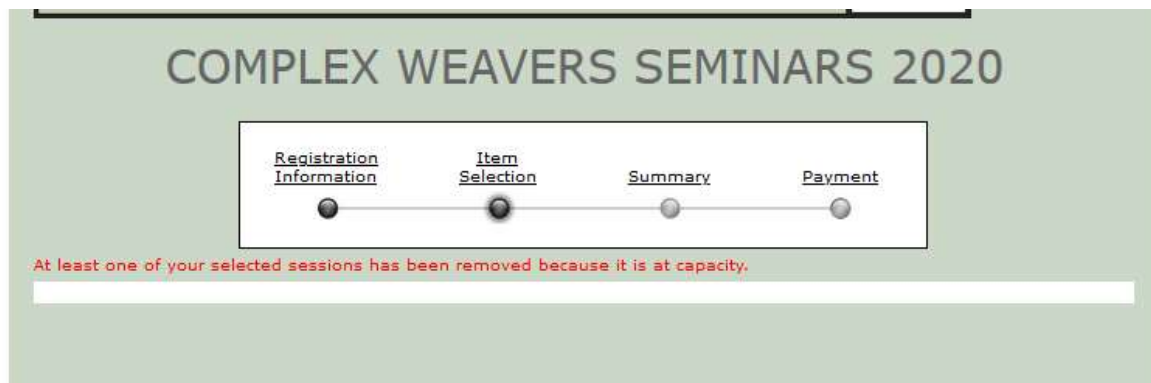 COMPLEX WEAVERS SEMINARS 2020
Registration
Information
Item
Selection
Summary
Payment
At least one of your selected sessions has been removed because it is at capacity.